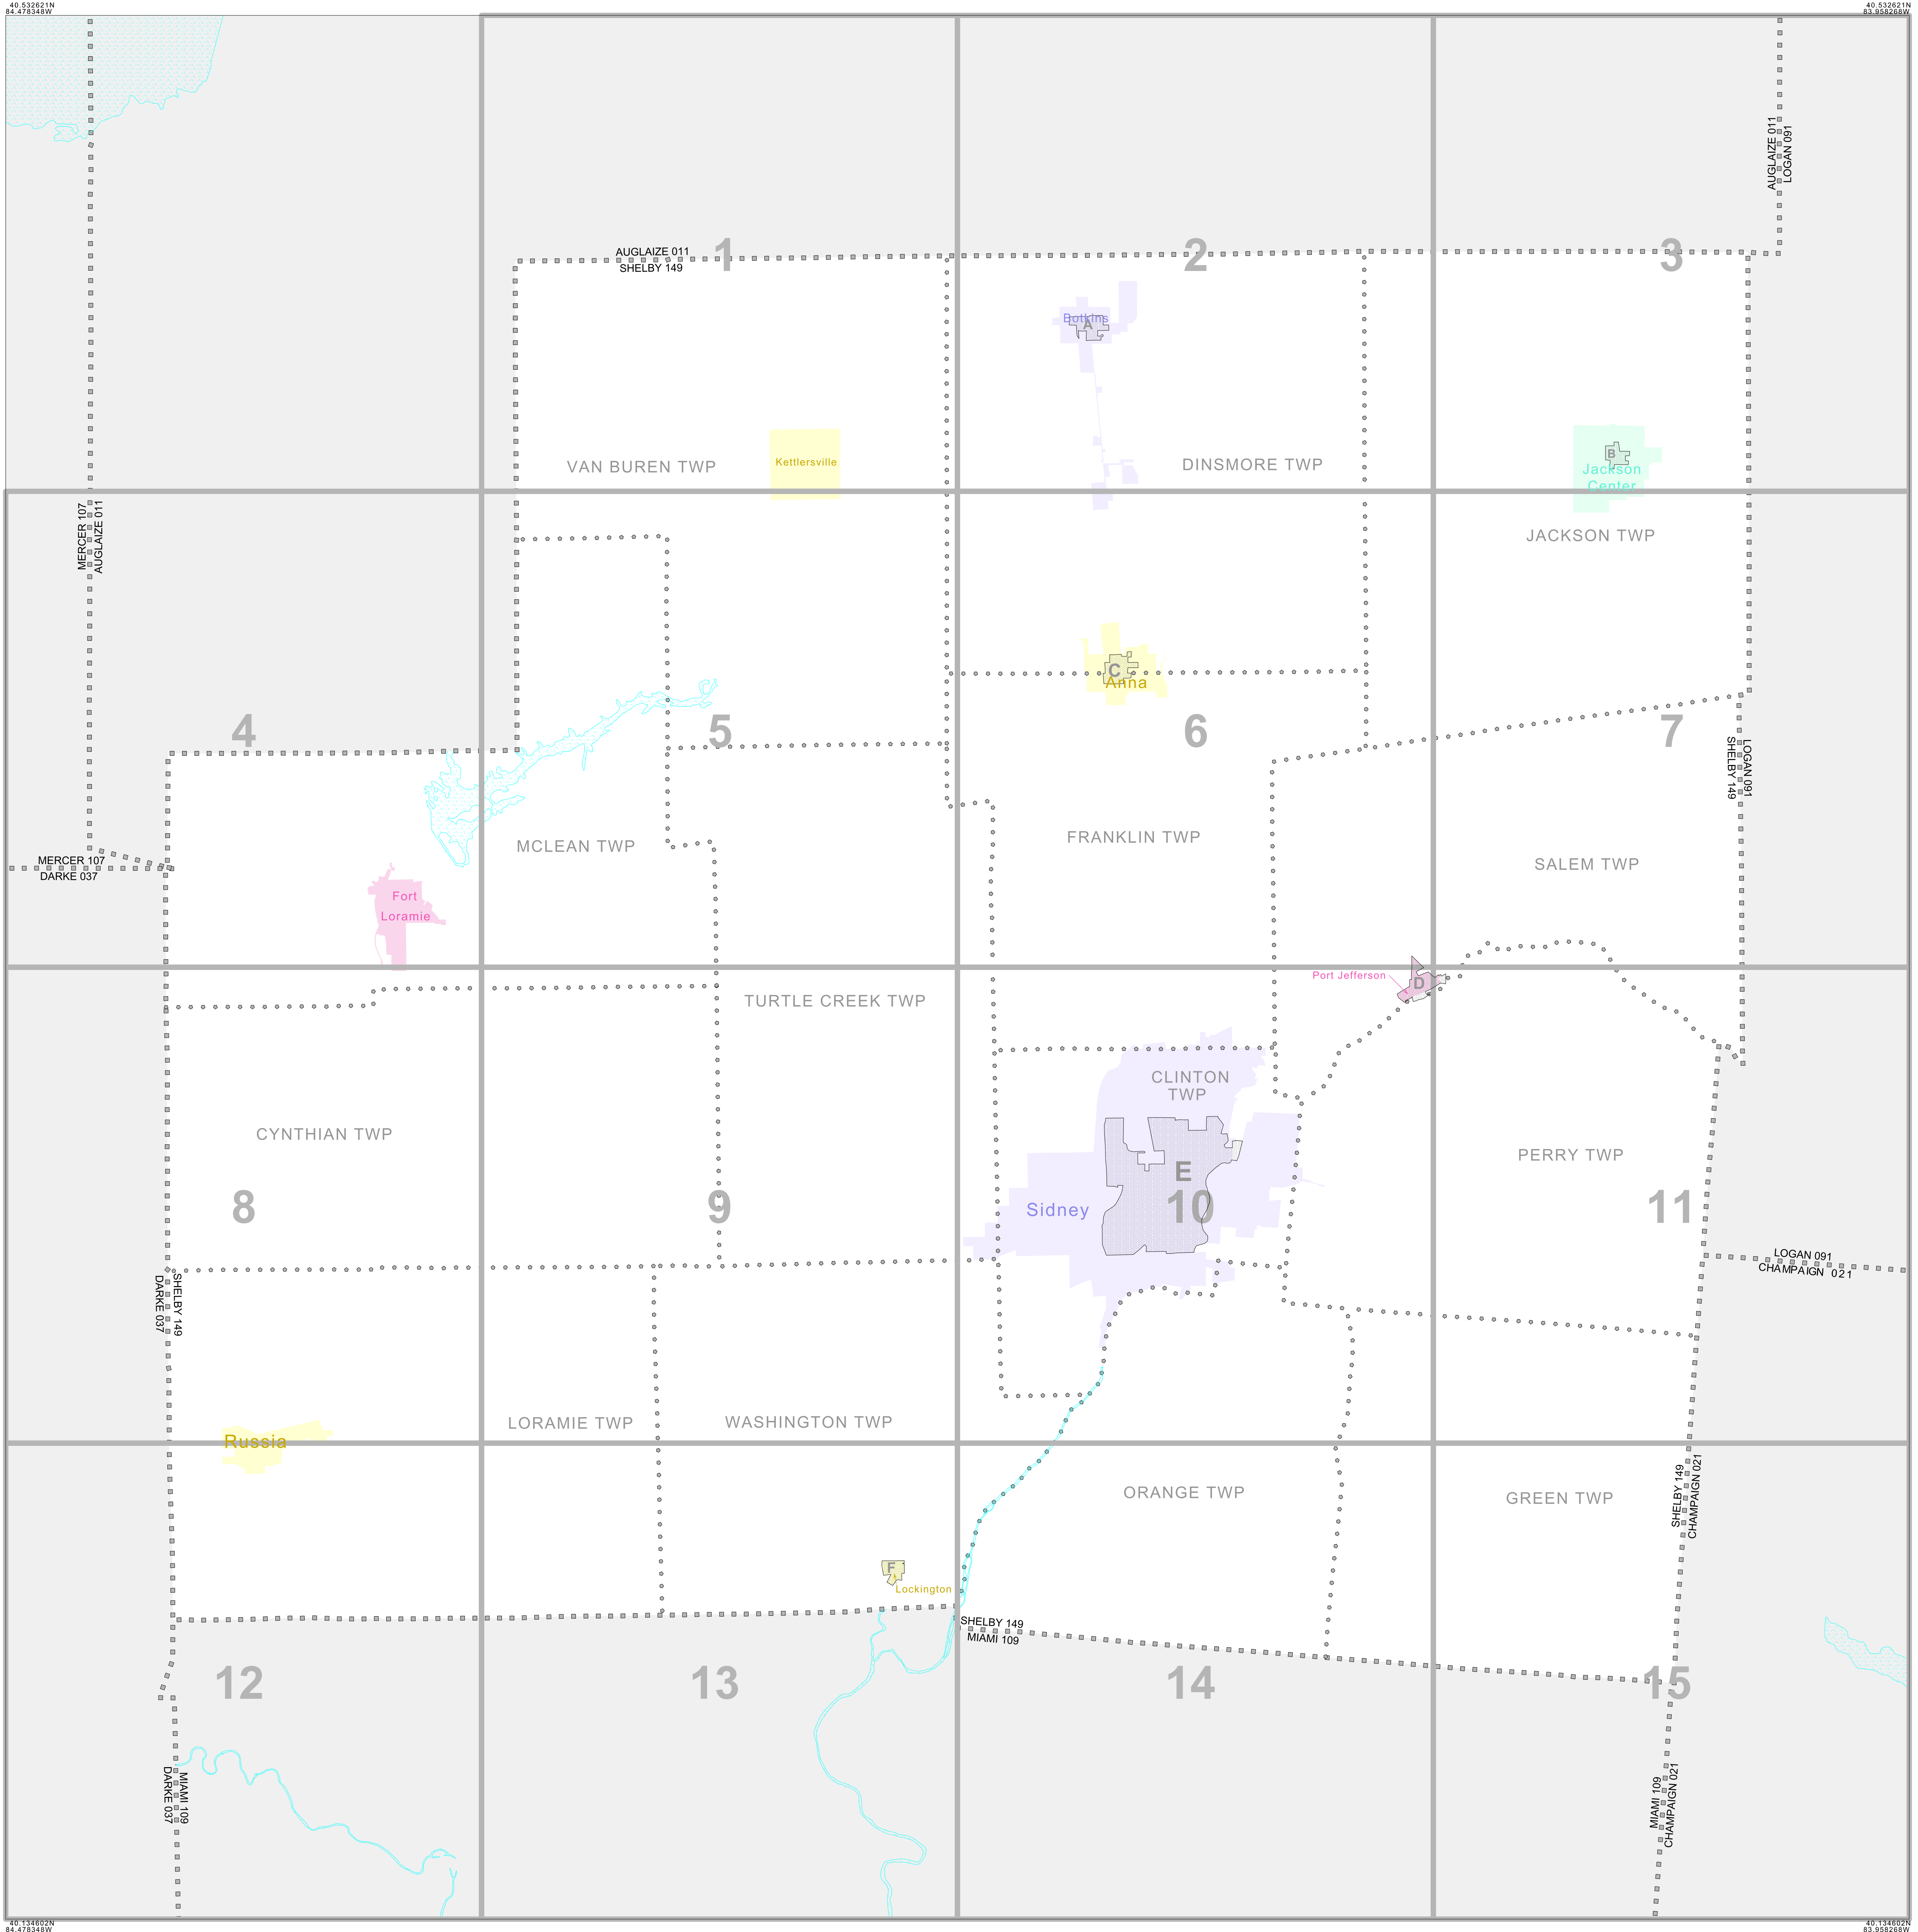 40.532621N
84.478348W
40.532621N
83.958268W
AUGLAIZE 011
LOGAN 091
AUGLAIZE 011
SHELBY 149
1
2
3
Botkins
A
VAN BUREN TWP
Kettlersville
DINSMORE TWP
B
Jackson
Center
MERCER 107
AUGLAIZE 011
JACKSON TWP
C
Anna
4
5
6
7
SHELBY 149
LOGAN 091
MERCER 107
DARKE 037
MCLEAN TWP
FRANKLIN TWP
SALEM TWP
Fort
Loramie
Port Jefferson
D
TURTLE CREEK TWP
CLINTON
TWP
CYNTHIAN TWP
PERRY TWP
E
8
9
Sidney
10
11
LOGAN 091
CHAMPAIGN 021
DARKE 037
SHELBY 149
LORAMIE TWP
WASHINGTON TWP
Russia
ORANGE TWP
GREEN TWP
SHELBY 149
CHAMPAIGN 021
F
Lockington
SHELBY 149
MIAMI 109
12
13
14
15
DARKE 037
MIAMI 109
MIAMI 109
CHAMPAIGN 021
40.134602N
84.478348W
40.134602N
83.958268W